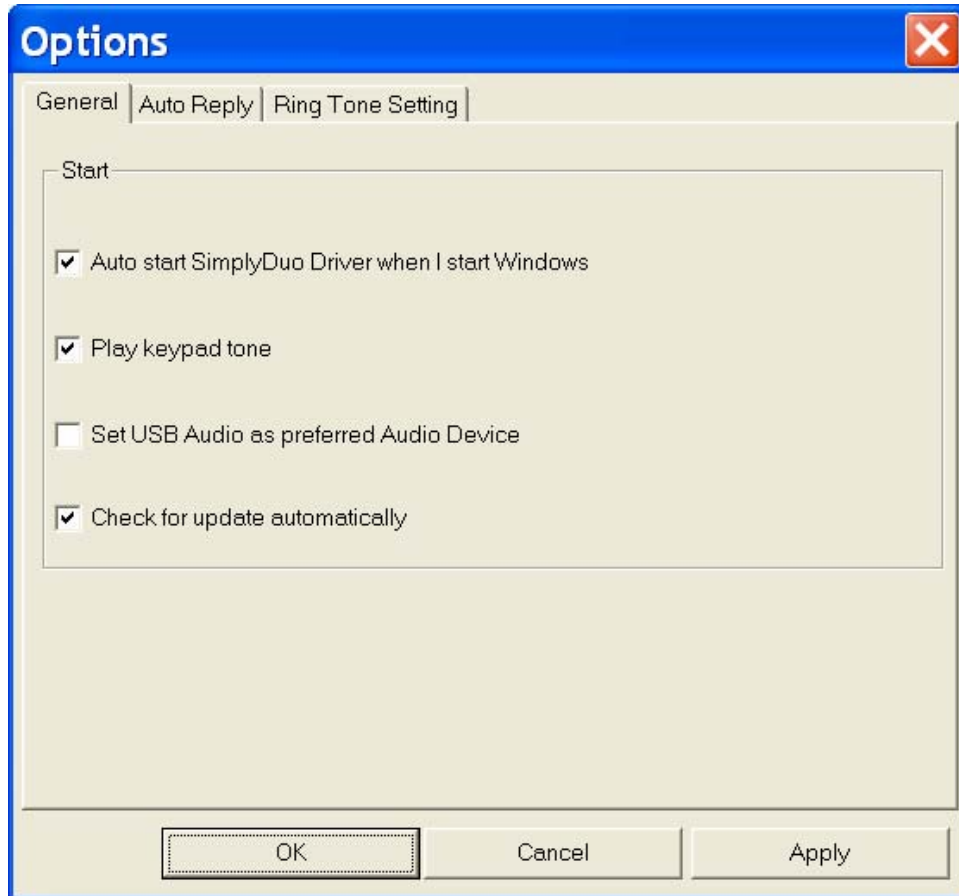 Options
General Auto Reply Ring Tone Setting
Start
Auto start SimplyDuo Driver when I start Windows
Play keypad tone
Set USB Audio as preferred Audio Device
Check for update automatically
OK Cancel Apply